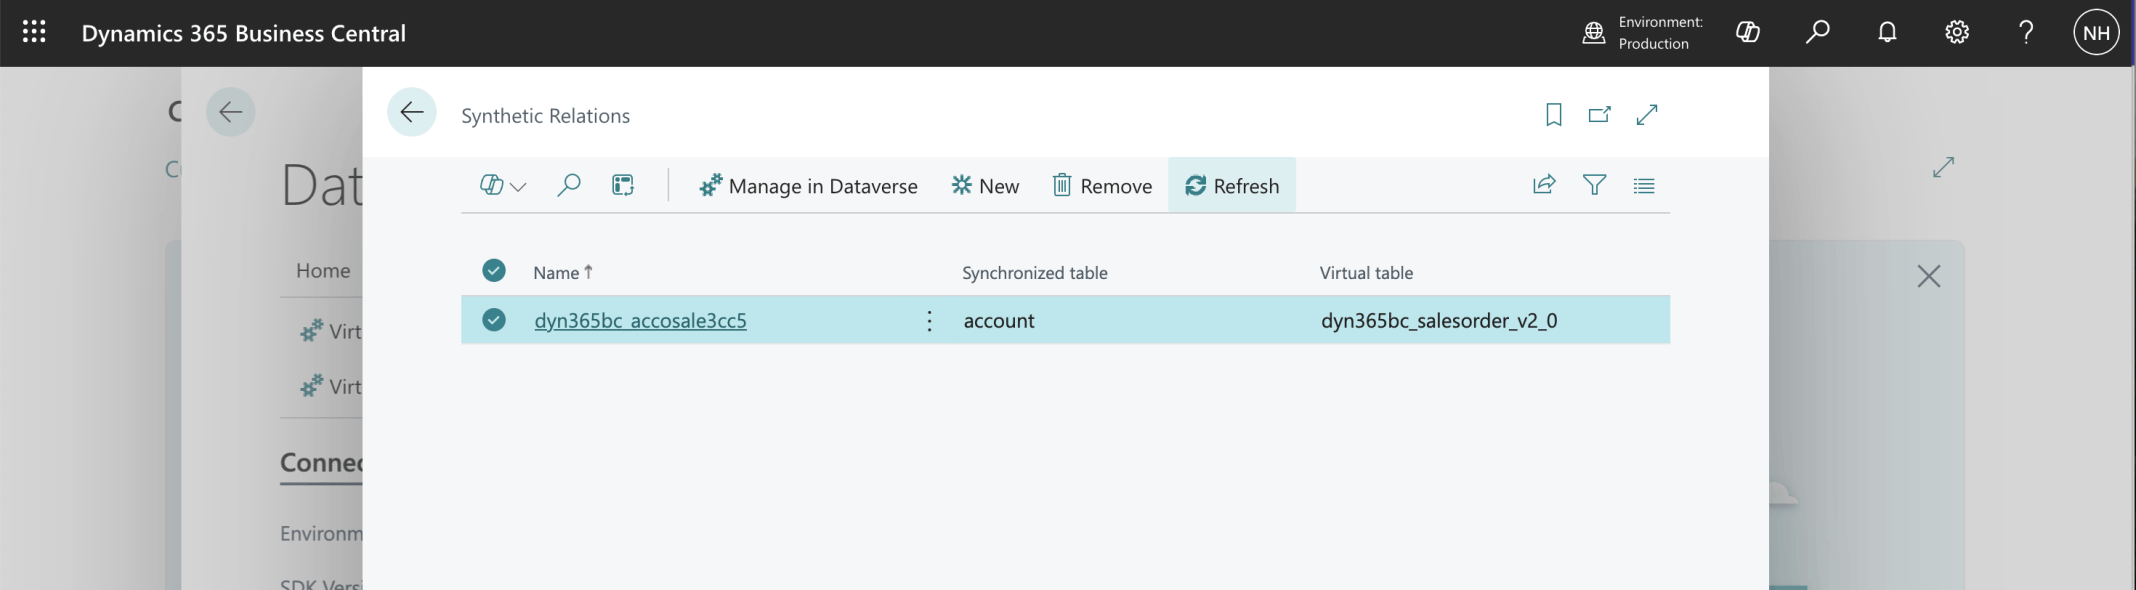 Dynamics 365 Business Central
Environment:
Production
NH
Synthetic Relations
Manage in Dataverse
New
Remove
Refresh
Name ↑
Synchronized table
Virtual table
dyn365bc_accosale3cc5
account
dyn365bc_salesorder_v2_0
Dat
Home
Virt
Virt
Connec
Environm
SDK Versi